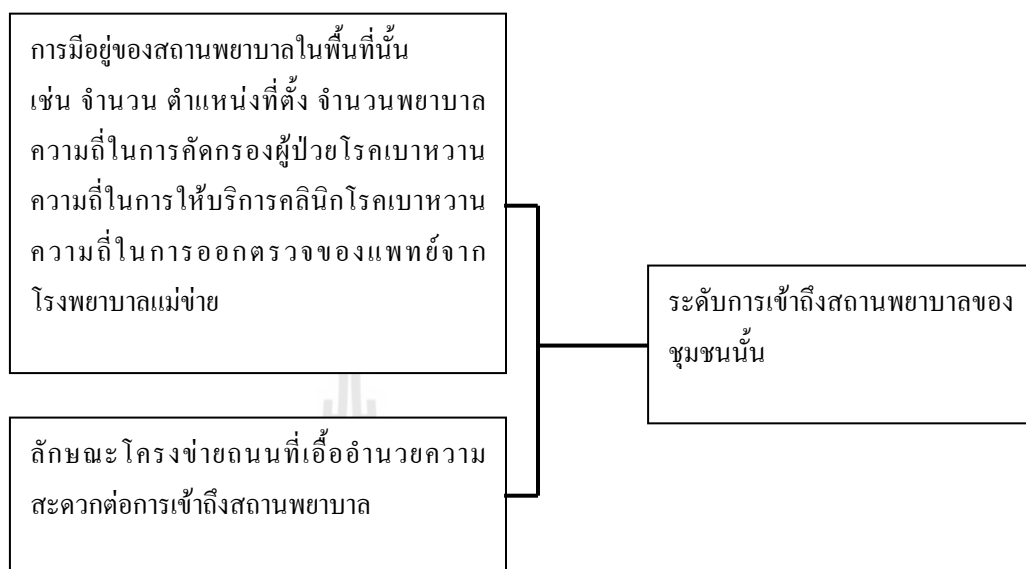 การมีอยู่ของสถานพยาบาลในพื้นที่นั้น
เช่น จำนวน ตำแหน่งที่ตั้ง จำนวนพยาบาล
ความถี่ในการคัดกรองผู้ป่วยโรคเบาหวาน
ความถี่ในการให้บริการคลินิกโรคเบาหวาน
ความถี่ในการออกตรวจของแพทย์จาก
โรงพยาบาลแม่ข่าย
ระดับการเข้าถึงสถานพยาบาลของ
ชุมชนนั้น
ลักษณะโครงข่ายถนนที่เอื้ออำนวยความ
สะดวกต่อการเข้าถึงสถานพยาบาล